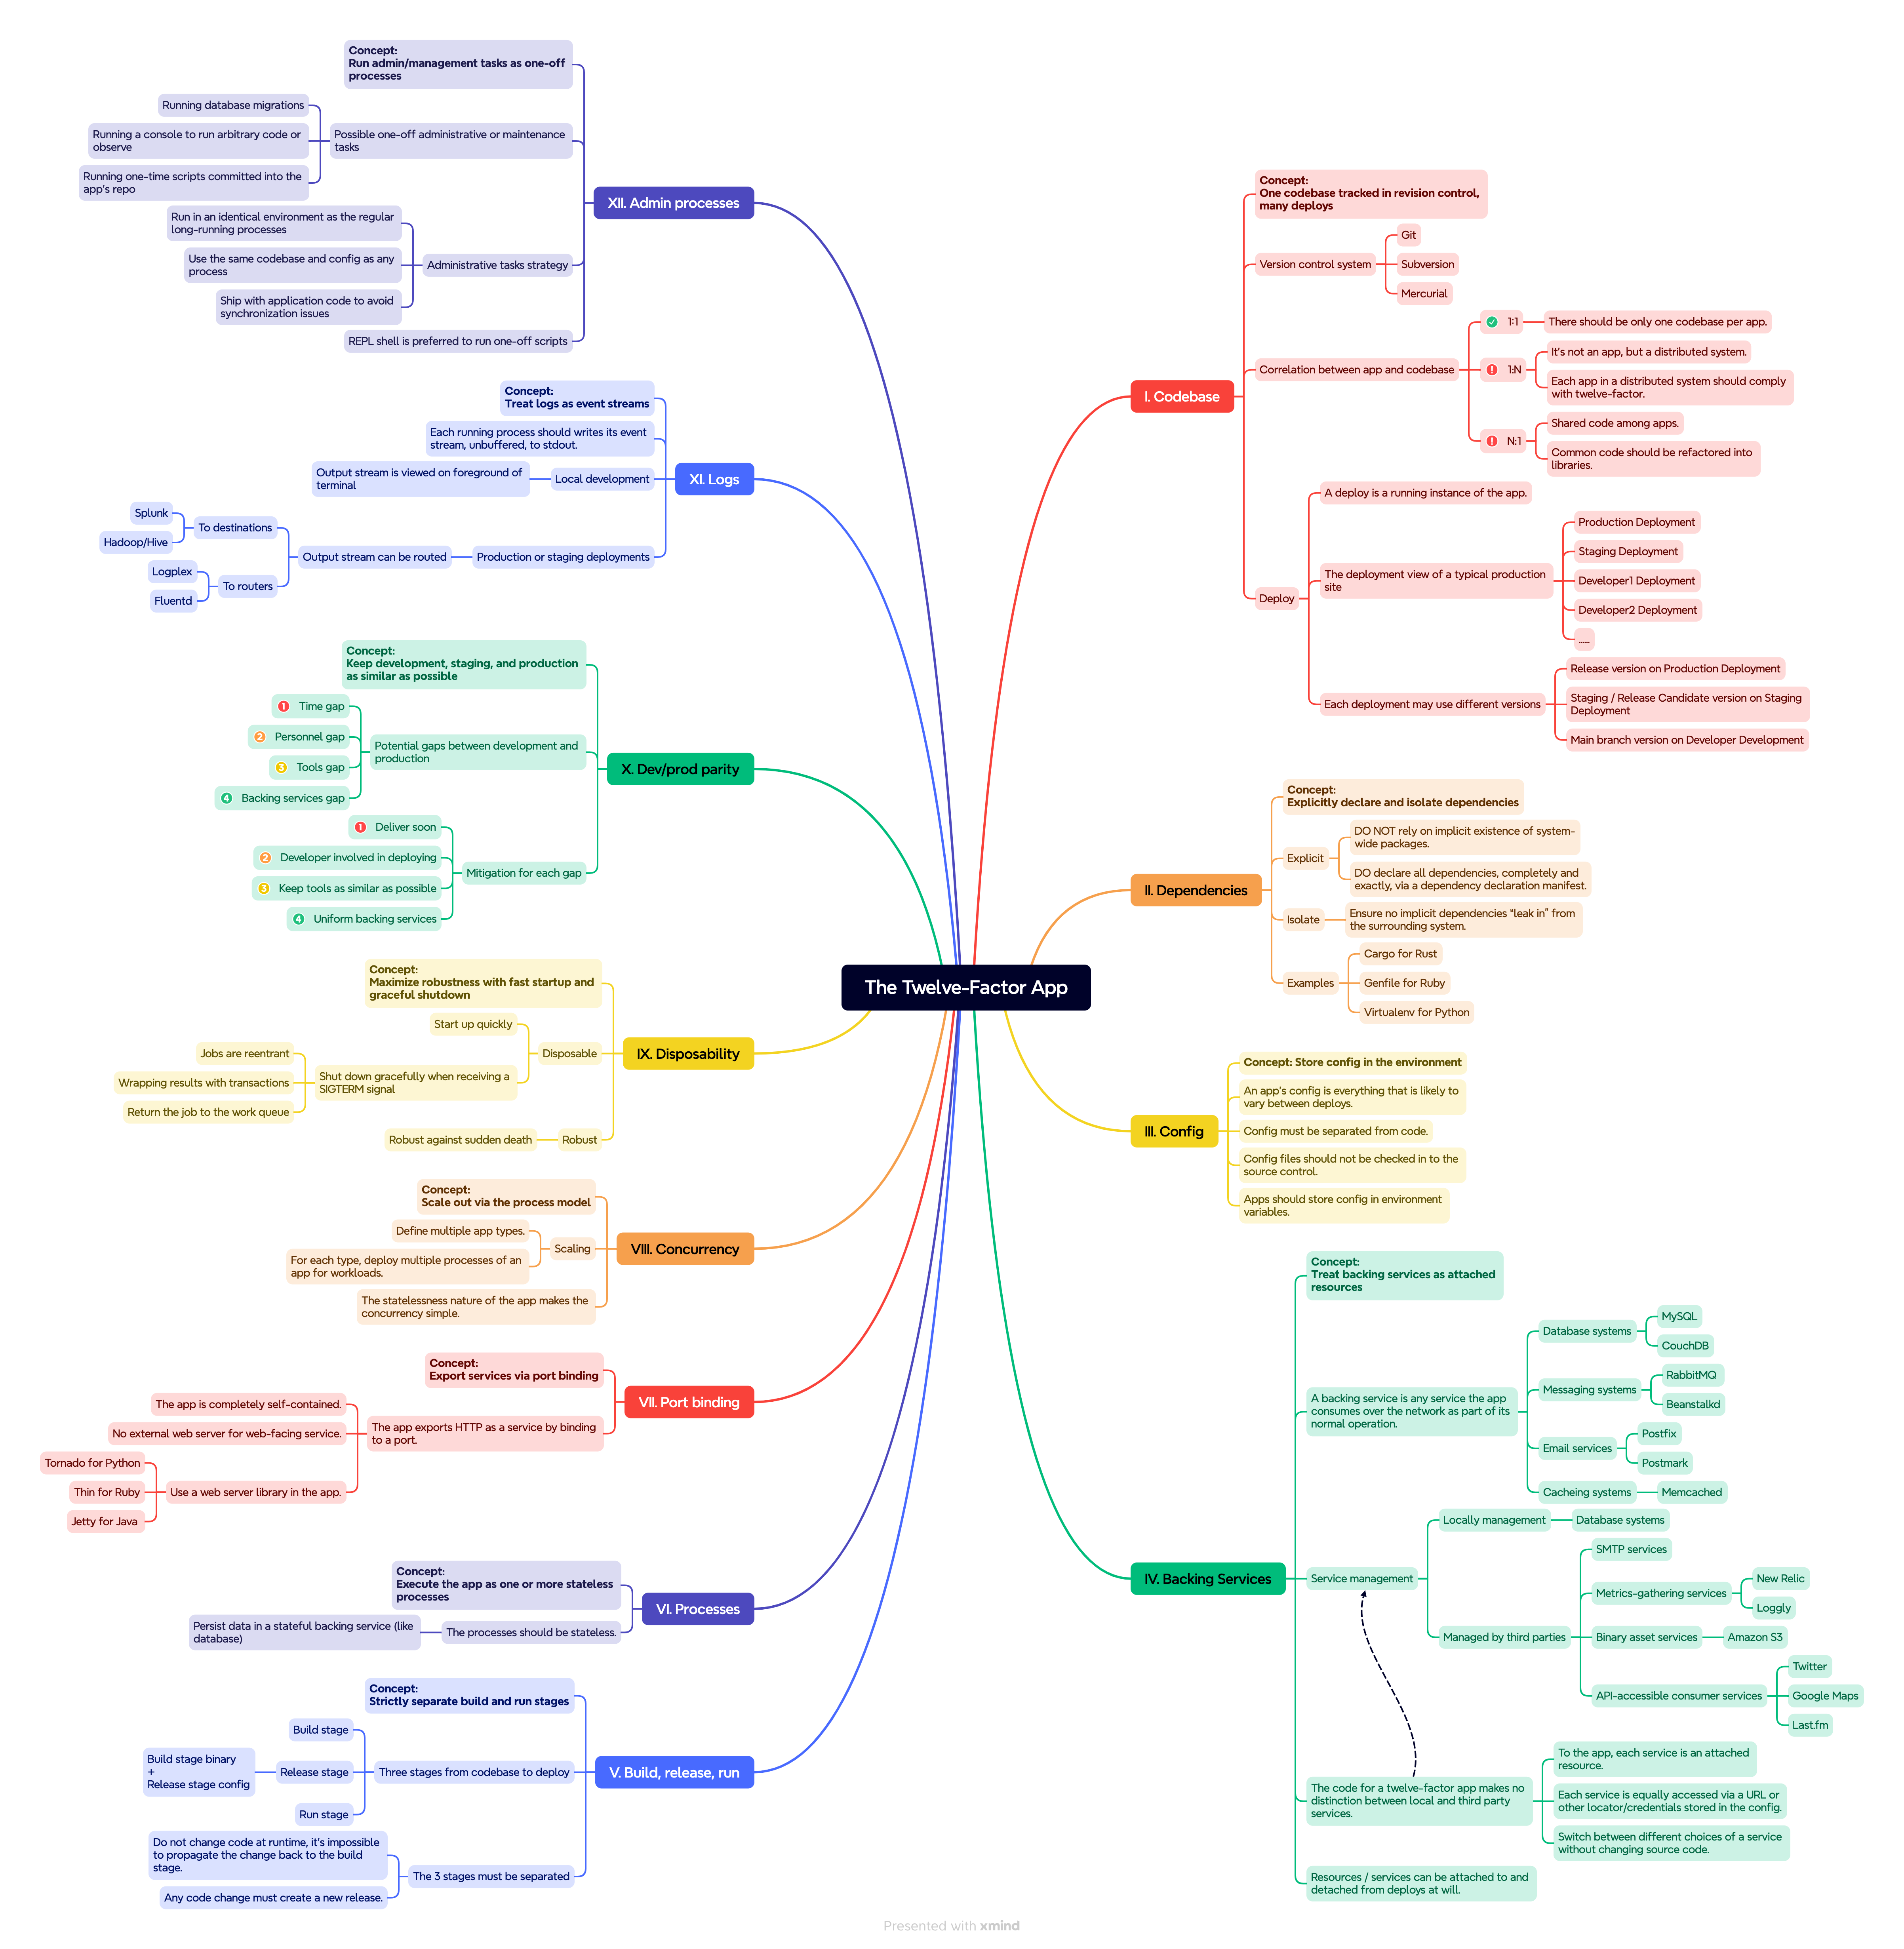 The Twelve-Factor App
I. Codebase
Concept:
One codebase tracked in revision control,
many deploys
Version control system
Git
Subversion
Mercurial
Correlation between app and codebase
1:1
There should be only one codebase per app.
1:N
It's not an app, but a distributed system.
Each app in a distributed system should comply
with twelve-factor.
N:1
Shared code among apps.
Common code should be refactored into
libraries.
Deploy
A deploy is a running instance of the app.
The deployment view of a typical production
site
Production Deployment
Staging Deployment
Developer1 Deployment
Developer2 Deployment
......
Each deployment may use different versions
Release version on Production Deployment
Staging / Release Candidate version on Staging
Deployment
Main branch version on Developer Development
II. Dependencies
Concept:
Explicitly declare and isolate dependencies
Explicit
DO NOT rely on implicit existence of system-
wide packages.
DO declare all dependencies, completely and
exactly, via a dependency declaration manifest.
Isolate
Ensure no implicit dependencies “leak in” from
the surrounding system.
Examples
Cargo for Rust
Genfile for Ruby
Virtualenv for Python
III. Config
Concept: Store config in the environment
An app's config is everything that is likely to
vary between deploys.
Config must be separated from code.
Config files should not be checked in to the
source control.
Apps should store config in environment
variables.
IV. Backing Services
Concept:
Treat backing services as attached
resources
A backing service is any service the app
consumes over the network as part of its
normal operation.
Database systems
MySQL
CouchDB
Messaging systems
RabbitMQ
Beanstalkd
Email services
Postfix
Postmark
Cacheing systems
Memcached
Service management
Locally management
Database systems
Managed by third parties
SMTP services
Metrics-gathering services
New Relic
Loggly
Binary asset services
Amazon S3
API-accessible consumer services
Twitter
Google Maps
Last.fm
The code for a twelve-factor app makes no
distinction between local and third party
services.
To the app, each service is an attached
resource.
Each service is equally accessed via a URL or
other locator/credentials stored in the config.
Switch between different choices of a service
without changing source code.
Resources / services can be attached to and
detached from deploys at will.
V. Build, release, run
Concept:
Strictly separate build and run stages
Three stages from codebase to deploy
Build stage
Release stage
Build stage binary
+
Release stage config
Run stage
The 3 stages must be separated
Do not change code at runtime, it's impossible
to propagate the change back to the build
stage.
Any code change must create a new release.
VI. Processes
Concept:
Execute the app as one or more stateless
processes
The processes should be stateless.
Persist data in a stateful backing service (like
database)
VII. Port binding
Concept:
Export services via port binding
The app exports HTTP as a service by binding
to a port.
The app is completely self-contained.
No external web server for web-facing service.
Use a web server library in the app.
Tornado for Python
Thin for Ruby
Jetty for Java
VIII. Concurrency
Concept:
Scale out via the process model
Scaling
Define multiple app types.
For each type, deploy multiple processes of an
app for workloads.
The statelessness nature of the app makes the
concurrency simple.
IX. Disposability
Concept:
Maximize robustness with fast startup and
graceful shutdown
Disposable
Start up quickly
Shut down gracefully when receiving a
SIGTERM signal
Jobs are reentrant
Wrapping results with transactions
Return the job to the work queue
Robust
Robust against sudden death
X. Dev/prod parity
Concept:
Keep development, staging, and production
as similar as possible
Potential gaps between development and
production
1 Time gap
2 Personnel gap
3 Tools gap
4 Backing services gap
Mitigation for each gap
1 Deliver soon
2 Developer involved in deploying
3 Keep tools as similar as possible
4 Uniform backing services
XI. Logs
Concept:
Treat logs as event streams
Each running process should writes its event
stream, unbuffered, to stdout.
Local development
Output stream is viewed on foreground of
terminal
Production or staging deployments
Output stream can be routed
To destinations
Splunk
Hadoop/Hive
To routers
Logplex
Fluentd
XII. Admin processes
Concept:
Run admin/management tasks as one-off
processes
Possible one-off administrative or maintenance
tasks
Running database migrations
Running a console to run arbitrary code or
observe
Running one-time scripts committed into the
app's repo
Administrative tasks strategy
Run in an identical environment as the regular
long-running processes
Use the same codebase and config as any
process
Ship with application code to avoid
synchronization issues
REPL shell is preferred to run one-off scripts
Presented with xmind